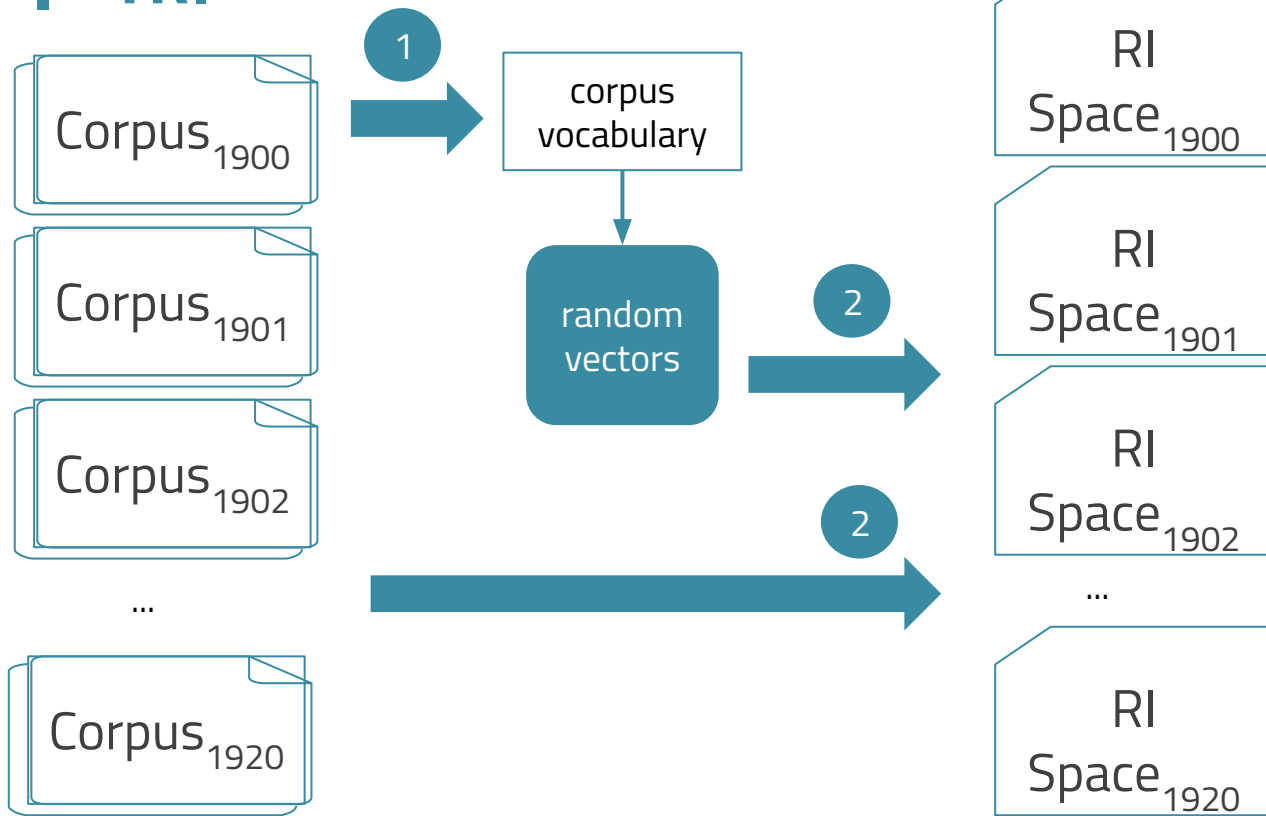 TRI
Corpus1900
Corpus1901
Corpus1902
...
Corpus1920
1
corpus
vocabulary
random
vectors
2
2
RI
Space1900
RI
Space1901
RI
Space1902
...
RI
Space1920